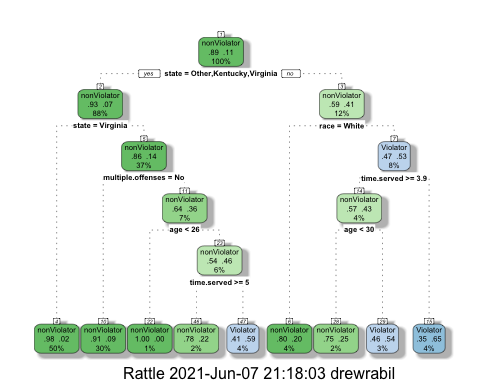 1
nonViolator
.89 .11
100%
yes state = Other,Kentucky,Virginia no
2
nonViolator
.93 .07
88%
state = Virginia
3
nonViolator
.59 .41
12%
race = White
5
nonViolator
.86 .14
37%
multiple.offenses = No
7
Violator
.47 .53
8%
time.served >= 3.9
11
nonViolator
.64 .36
7%
age < 26
14
nonViolator
.57 .43
4%
age < 30
23
nonViolator
.54 .46
6%
time.served >= 5
4
nonViolator
.98 .02
50%
10
nonViolator
.91 .09
30%
22
nonViolator
1.00 .00
1%
46
nonViolator
.78 .22
2%
47
Violator
.41 .59
4%
6
nonViolator
.80 .20
4%
28
nonViolator
.75 .25
2%
29
Violator
.46 .54
3%
15
Violator
.35 .65
4%
Rattle 2021-Jun-07 21:18:03 drewrabil